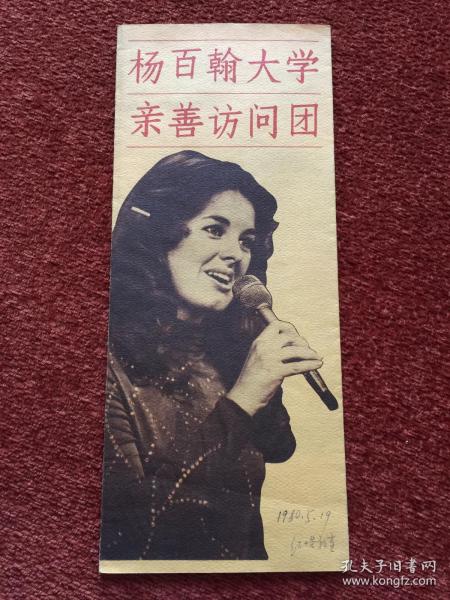 杨百翰大学
亲善访问团
1980.5.19
孔夫子旧书网
kongfz.com